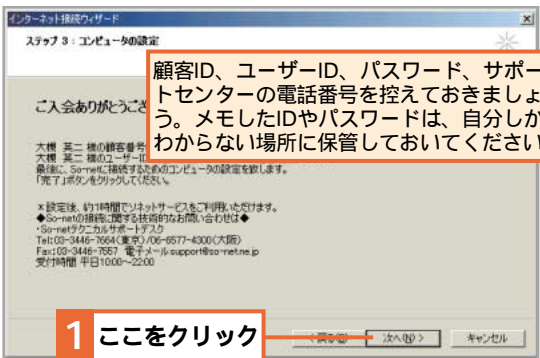 インターネット接続ウィザード
ステップ 3 : コンピュータの設定
顧客ID、ユーザーID、パスワード、サポー
トセンターの電話番号を控えておきましょ
う。メモしたIDやパスワードは、自分しか
わからない場所に保管しておいてください
ご入会ありがとうござ
大槻 英二 様の顧客番号
大槻 英二 様のユーザーID
最後に、So-netに接続するためのコンピュータの設定を致します。
「完了」ボタンをクリックしてください。
×設定後、約1時間でソネットサービスをご利用いただけます。
◆So-netの接続に関する技術的なお問い合わせは◆
・So-netテクニカルサポートデスク
Tel:03-3446-7664(東京)/06-6577-4300(大阪)
Fax:03-3446-7557 電子メール support@so-net.ne.jp
受付時間 平日10:00~22:00
1 ここをクリック
次へ(N) >
キャンセル